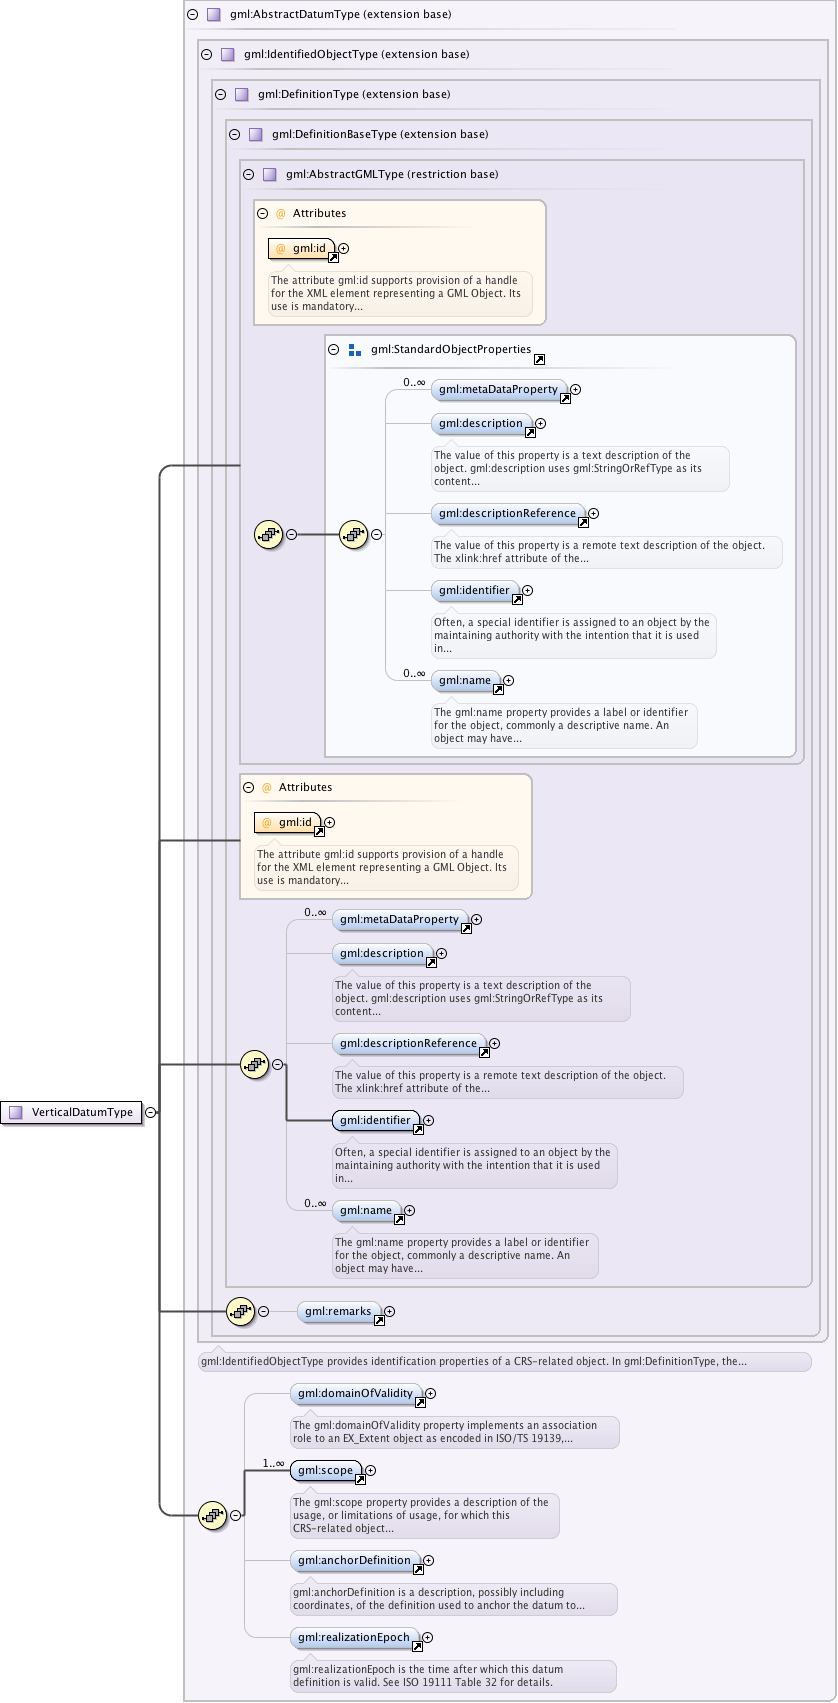 gml:AbstractDatumType (extension base)
gml:IdentifiedObjectType (extension base)
gml:DefinitionType (extension base)
gml:DefinitionBaseType (extension base)
gml:AbstractGMLType (restriction base)
@ Attributes
@ gml:id
The attribute gml:id supports provision of a handle
for the XML element representing a GML Object. Its
use is mandatory...
gml:StandardObjectProperties
0..∞
gml:metaDataProperty
gml:description
The value of this property is a text description of the
object. gml:description uses gml:StringOrRefType as its
content...
gml:descriptionReference
The value of this property is a remote text description of the object.
The xlink:href attribute of the...
gml:identifier
Often, a special identifier is assigned to an object by the
maintaining authority with the intention that it is used
in...
0..∞
gml:name
The gml:name property provides a label or identifier
for the object, commonly a descriptive name. An
object may have...
@ Attributes
@ gml:id
The attribute gml:id supports provision of a handle
for the XML element representing a GML Object. Its
use is mandatory...
0..∞
gml:metaDataProperty
gml:description
The value of this property is a text description of the
object. gml:description uses gml:StringOrRefType as its
content...
gml:descriptionReference
The value of this property is a remote text description of the object.
The xlink:href attribute of the...
VerticalDatumType
gml:identifier
Often, a special identifier is assigned to an object by the
maintaining authority with the intention that it is used
in...
0..∞
gml:name
The gml:name property provides a label or identifier
for the object, commonly a descriptive name. An
object may have...
gml:remarks
gml:IdentifiedObjectType provides identification properties of a CRS-related object. In gml:DefinitionType, the...
gml:domainOfValidity
The gml:domainOfValidity property implements an association
role to an EX_Extent object as encoded in ISO/TS 19139,...
1..∞
gml:scope
The gml:scope property provides a description of the
usage, or limitations of usage, for which this
CRS-related object...
gml:anchorDefinition
gml:anchorDefinition is a description, possibly including
coordinates, of the definition used to anchor the datum to...
gml:realizationEpoch
gml:realizationEpoch is the time after which this datum
definition is valid. See ISO 19111 Table 32 for details.